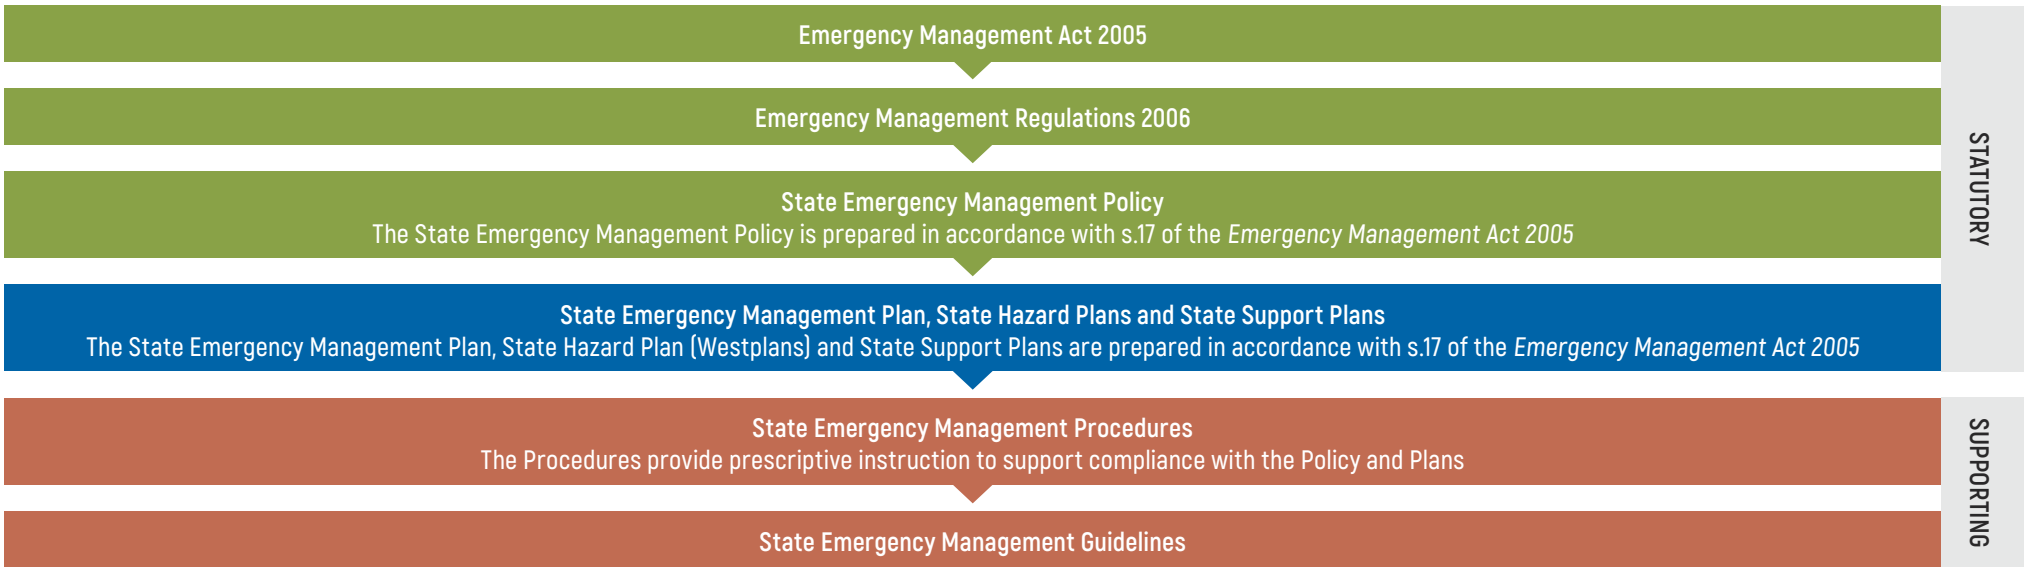 Emergency Management Act 2005
Emergency Management Regulations 2006
State Emergency Management Policy
The State Emergency Management Policy is prepared in accordance with s.17 of the Emergency Management Act 2005
State Emergency Management Plan, State Hazard Plans and State Support Plans
The State Emergency Management Plan, State Hazard Plan (Westplans) and State Support Plans are prepared in accordance with s.17 of the Emergency Management Act 2005
STATUTORY
State Emergency Management Procedures
The Procedures provide prescriptive instruction to support compliance with the Policy and Plans
State Emergency Management Guidelines
SUPPORTING